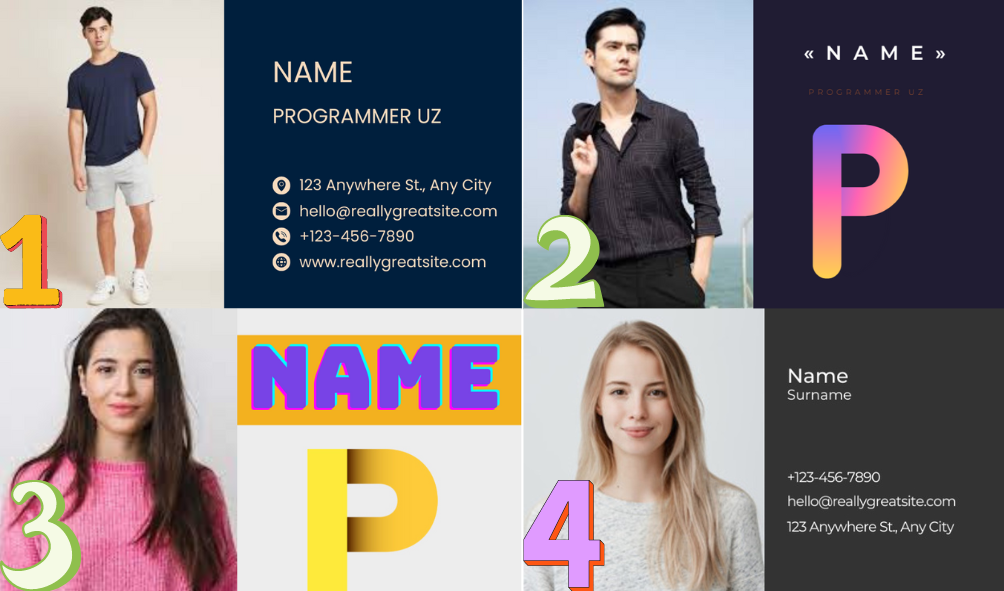 NAME
PROGRAMMER UZ
123 Anywhere St., Any City
hello@reallygreatsite.com
+123-456-7890
www.reallygreatsite.com
1
« NAME »
PROGRAMMER UZ
P
2
NAME
P
3
Name
Surname
+123-456-7890
hello@reallygreatsite.com
123 Anywhere St., Any City
4